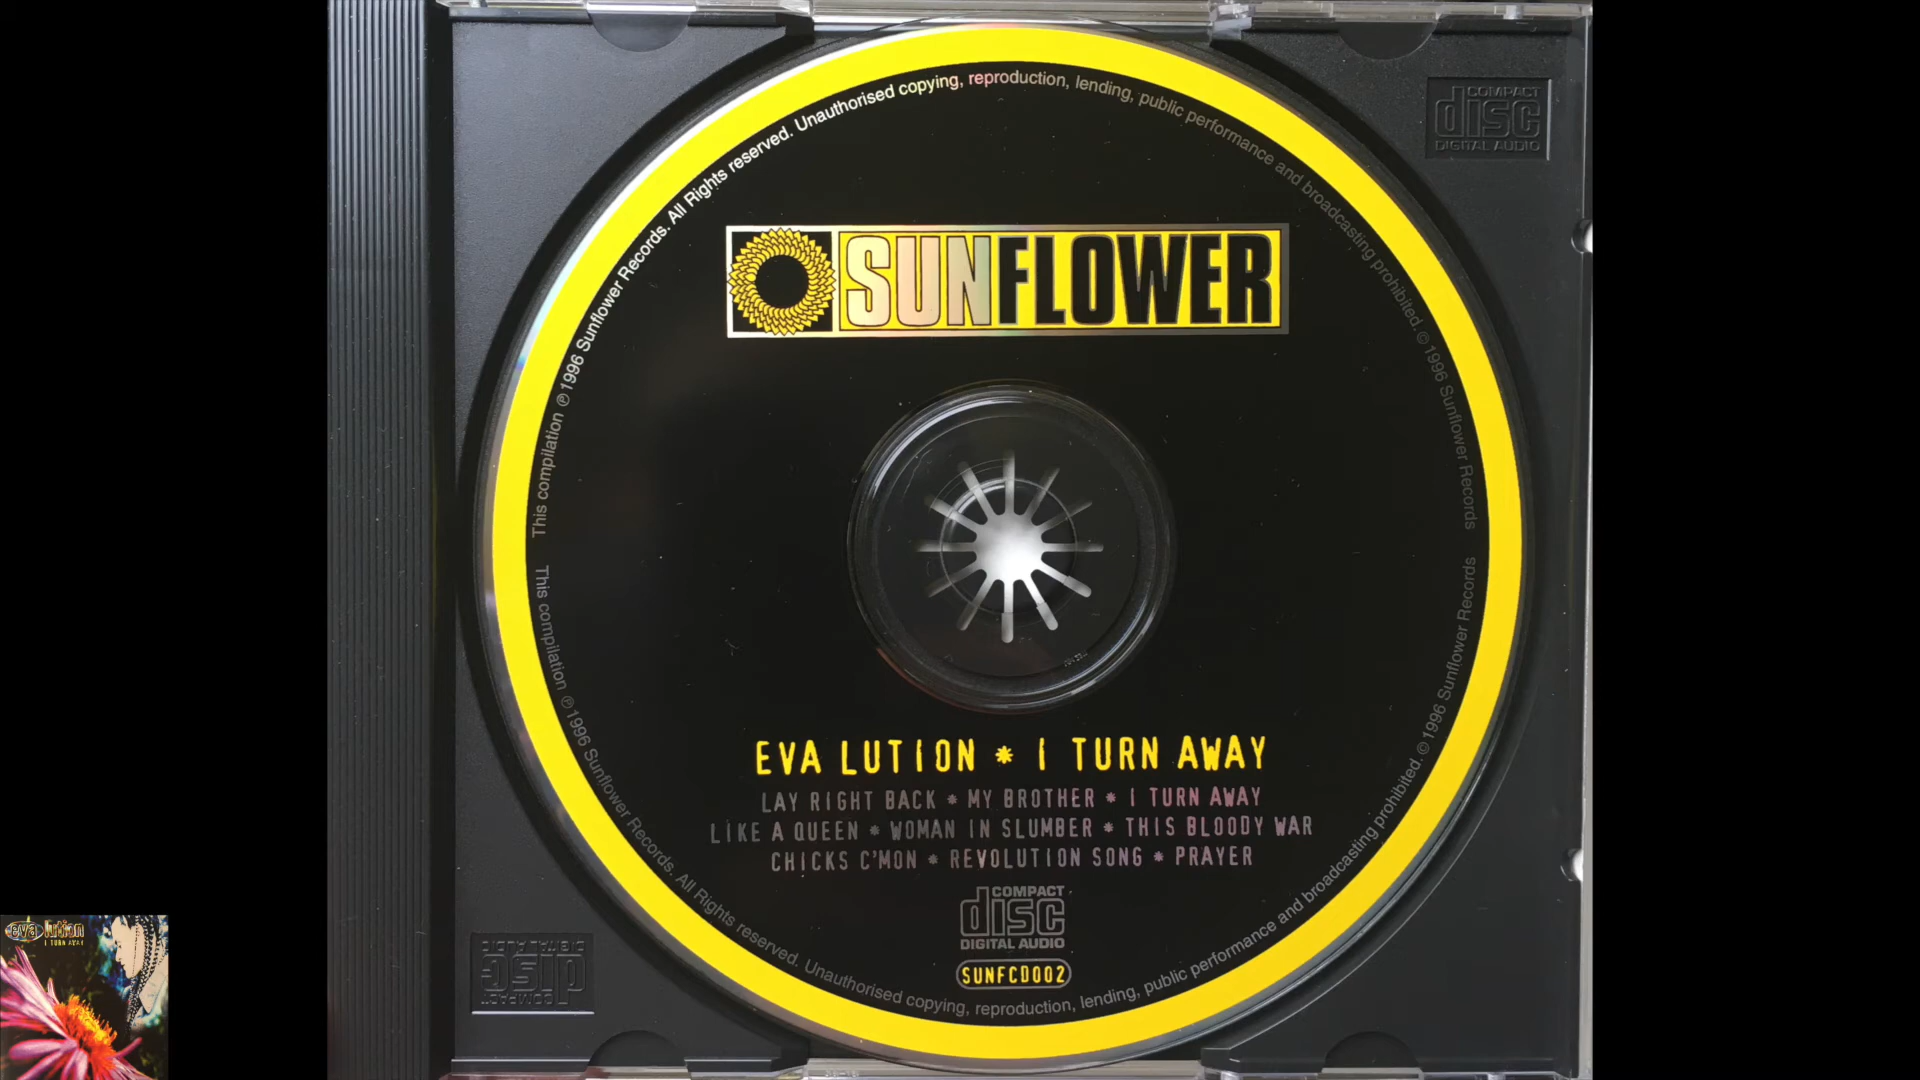 This compilation ℗ 1996 Sunflower Records. All Rights reserved. Unauthorised copying, reproduction, lending, public performance and broadcasting prohibited. © 1996 Sunflower Records
COMPACT
disc
DIGITAL AUDIO
SUNFLOWER
EVA LUTION * I TURN AWAY
LAY RIGHT BACK * MY BROTHER * I TURN AWAY
LIKE A QUEEN * WOMAN IN SLUMBER * THIS BLOODY WAR
CHICKS C'MON * REVOLUTION SONG * PRAYER
COMPACT
disc
DIGITAL AUDIO
SUNFCD002
This compilation ℗ 1996 Sunflower Records. All Rights reserved. Unauthorised copying, reproduction, lending, public performance and broadcasting prohibited. © 1996 Sunflower Records
COMPACT
disc
DIGITAL AUDIO
eva lution
I TURN AWAY